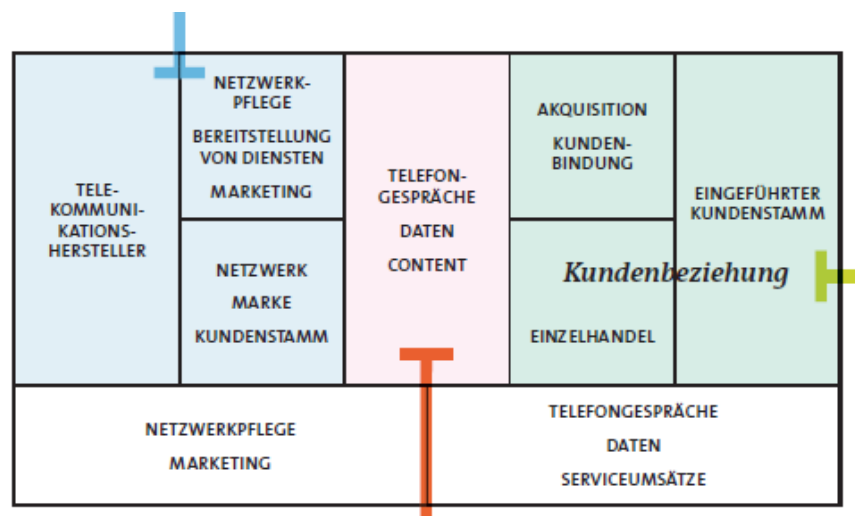 TELE-
KOMMUNI-
KATIONS-
HERSTELLER
NETZWERK-
PFLEGE
BEREITSTELLUNG
VON DIENSTEN
MARKETING
NETZWERK
MARKE
KUNDENSTAMM
TELEFON-
GESPRÄCHE
DATEN
CONTENT
AKQUISITION
KUNDEN-
BINDUNG
Kundenbeziehung
EINZELHANDEL
EINGEFÜHRTER
KUNDENSTAMM
NETZWERKPFLEGE
MARKETING
TELEFONGESPRÄCHE
DATEN
SERVICEUMSÄTZE